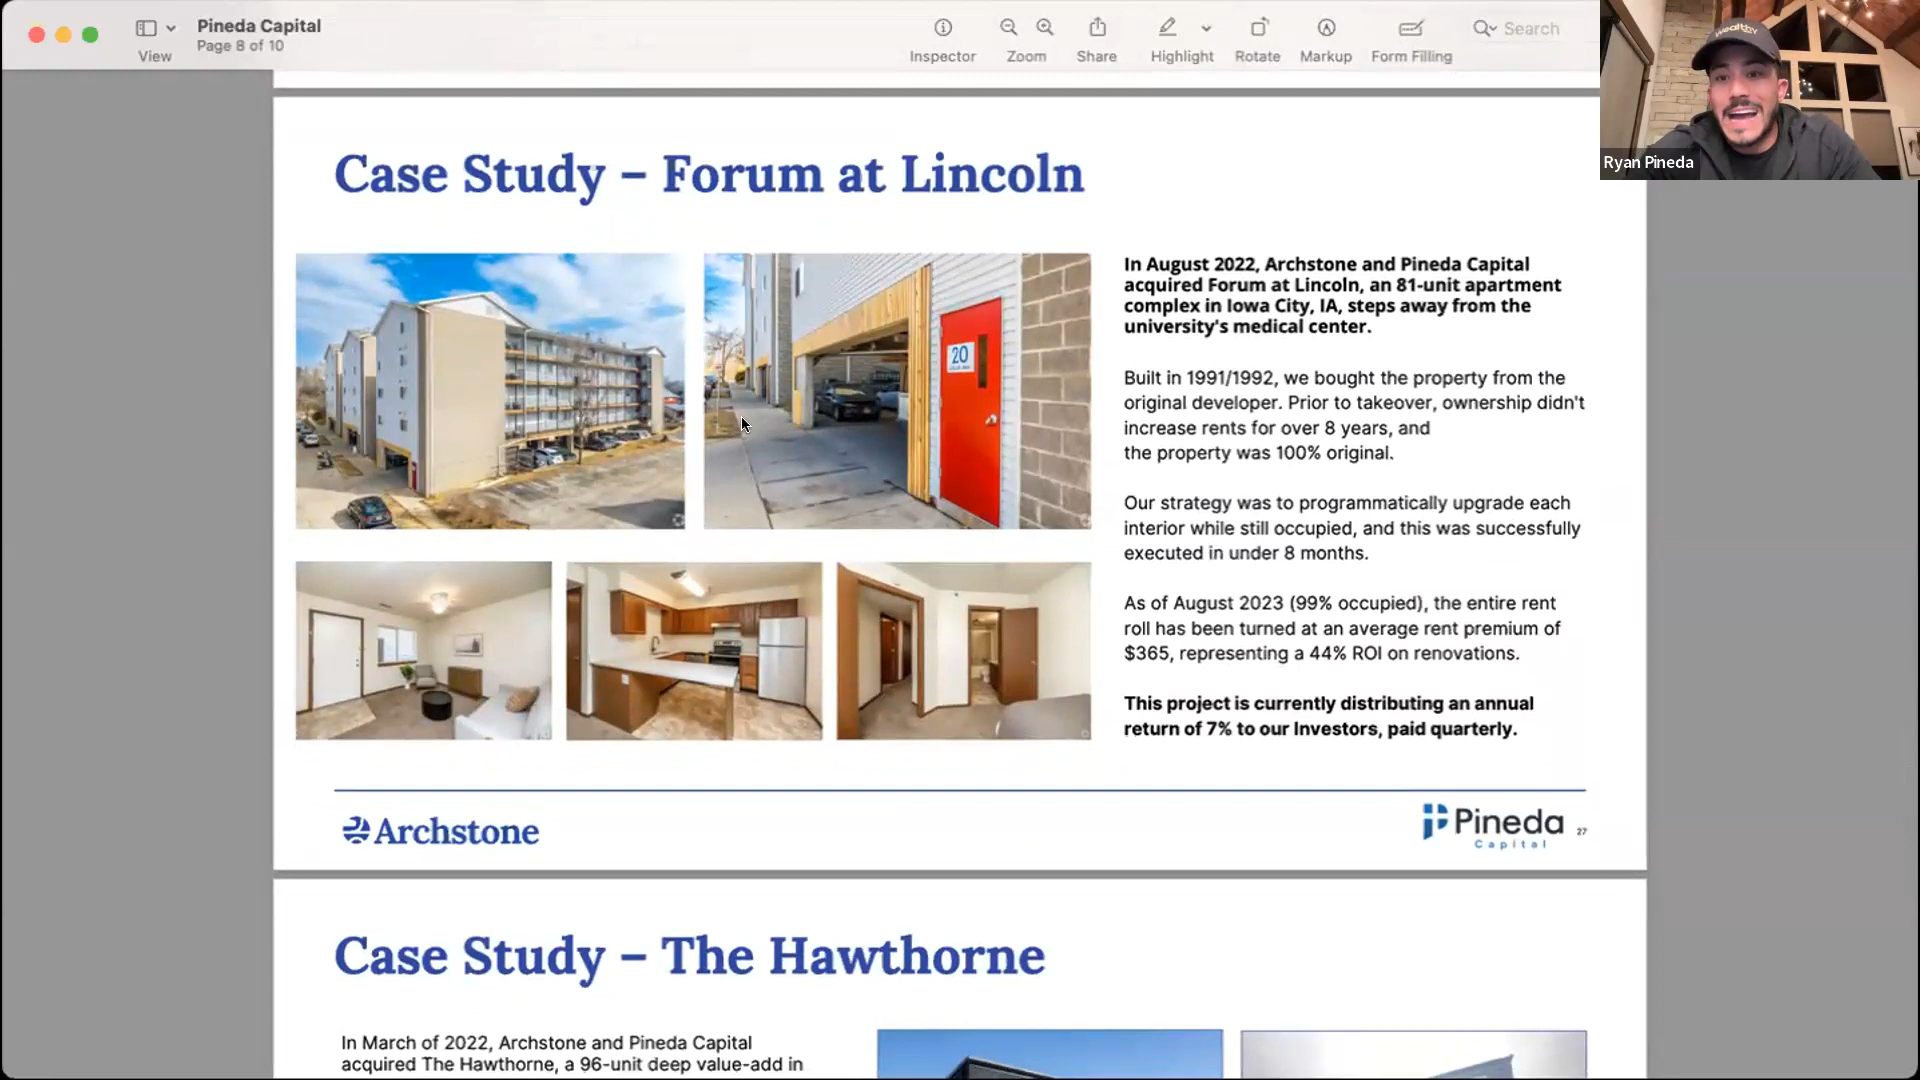 Pineda Capital
Page 8 of 10
View
Inspector
Zoom
Share
Highlight
Rotate
Markup
Form Filling
Search
Wealthy
Ryan Pineda
Case Study – Forum at Lincoln
20
In August 2022, Archstone and Pineda Capital
acquired Forum at Lincoln, an 81-unit apartment
complex in Iowa City, IA, steps away from the
university's medical center.
Built in 1991/1992, we bought the property from the
original developer. Prior to takeover, ownership didn't
increase rents for over 8 years, and
the property was 100% original.
Our strategy was to programmatically upgrade each
interior while still occupied, and this was successfully
executed in under 8 months.
As of August 2023 (99% occupied), the entire rent
roll has been turned at an average rent premium of
$365, representing a 44% ROI on renovations.
This project is currently distributing an annual
return of 7% to our Investors, paid quarterly.
Archstone
Pineda
Capital
27
Case Study – The Hawthorne
In March of 2022, Archstone and Pineda Capital
acquired The Hawthorne, a 96-unit deep value-add in